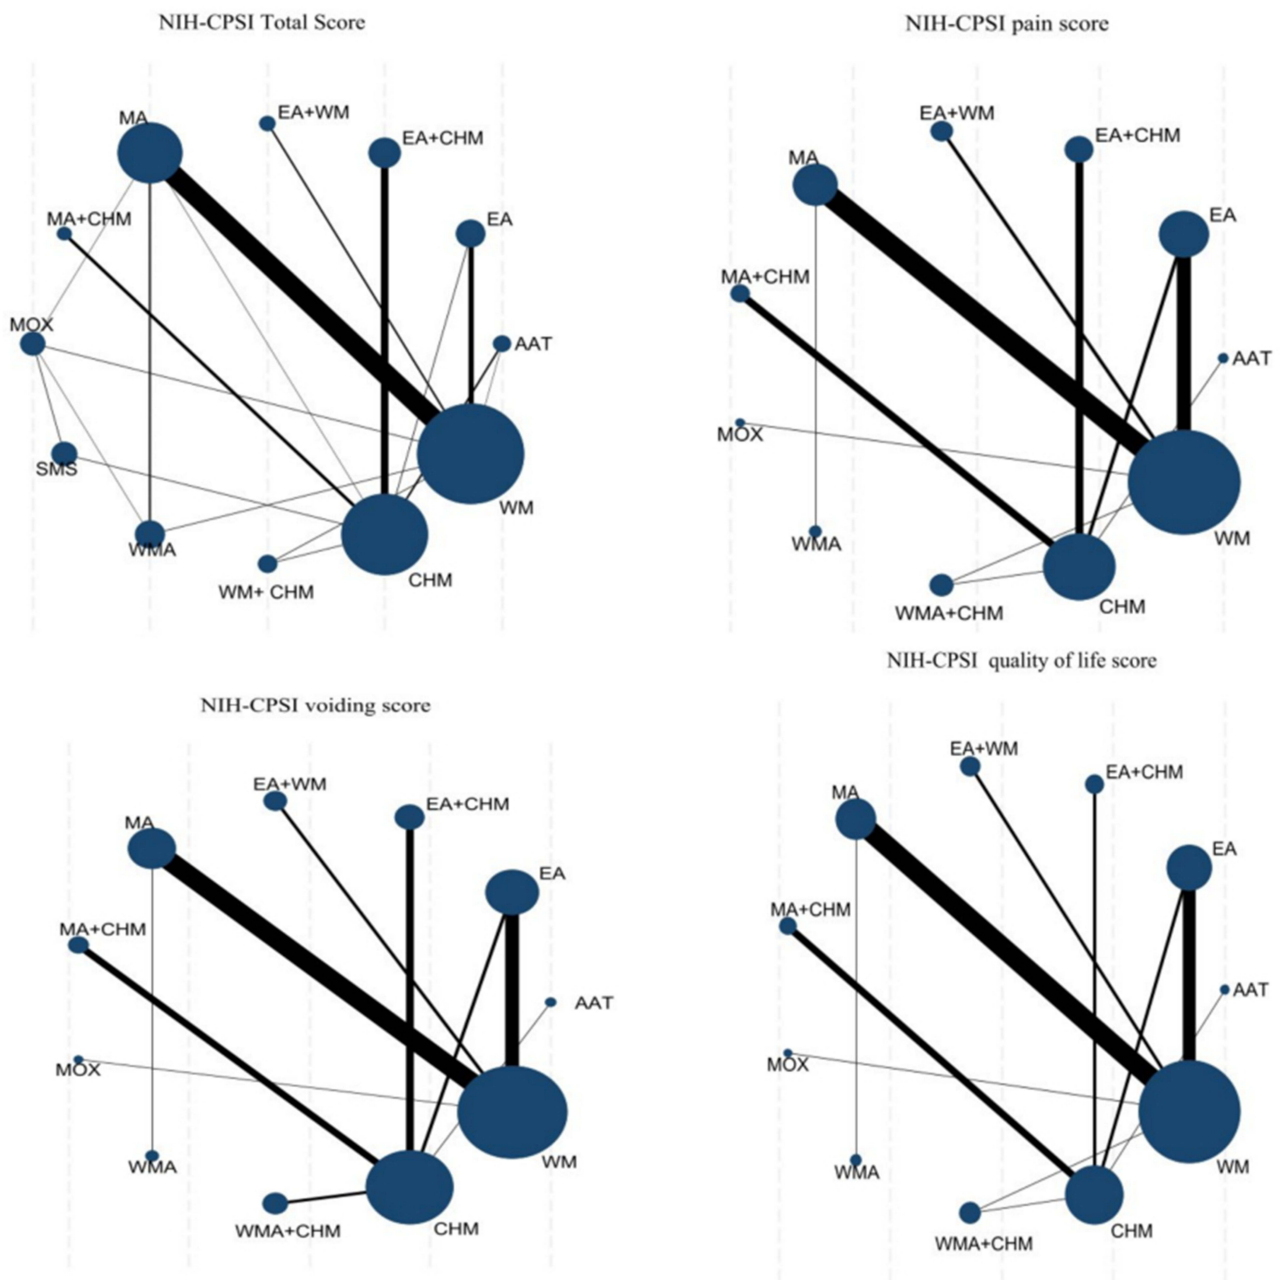 NIH-CPSI Total Score
MA
EA+WM
EA+CHM
MA+CHM
EA
MOX
AAT
SMS
WM
WMA
WM+ CHM
CHM
NIH-CPSI pain score
EA+WM
EA+CHM
MA
EA
MA+CHM
AAT
MOX
WMA
WM
WMA+CHM
CHM
NIH-CPSI voiding score
EA+WM
EA+CHM
MA
EA
MA+CHM
AAT
MOX
WMA
WM
WMA+CHM
CHM
NIH-CPSI quality of life score
EA+WM
EA+CHM
MA
EA
MA+CHM
AAT
MOX
WMA
WM
WMA+CHM
CHM